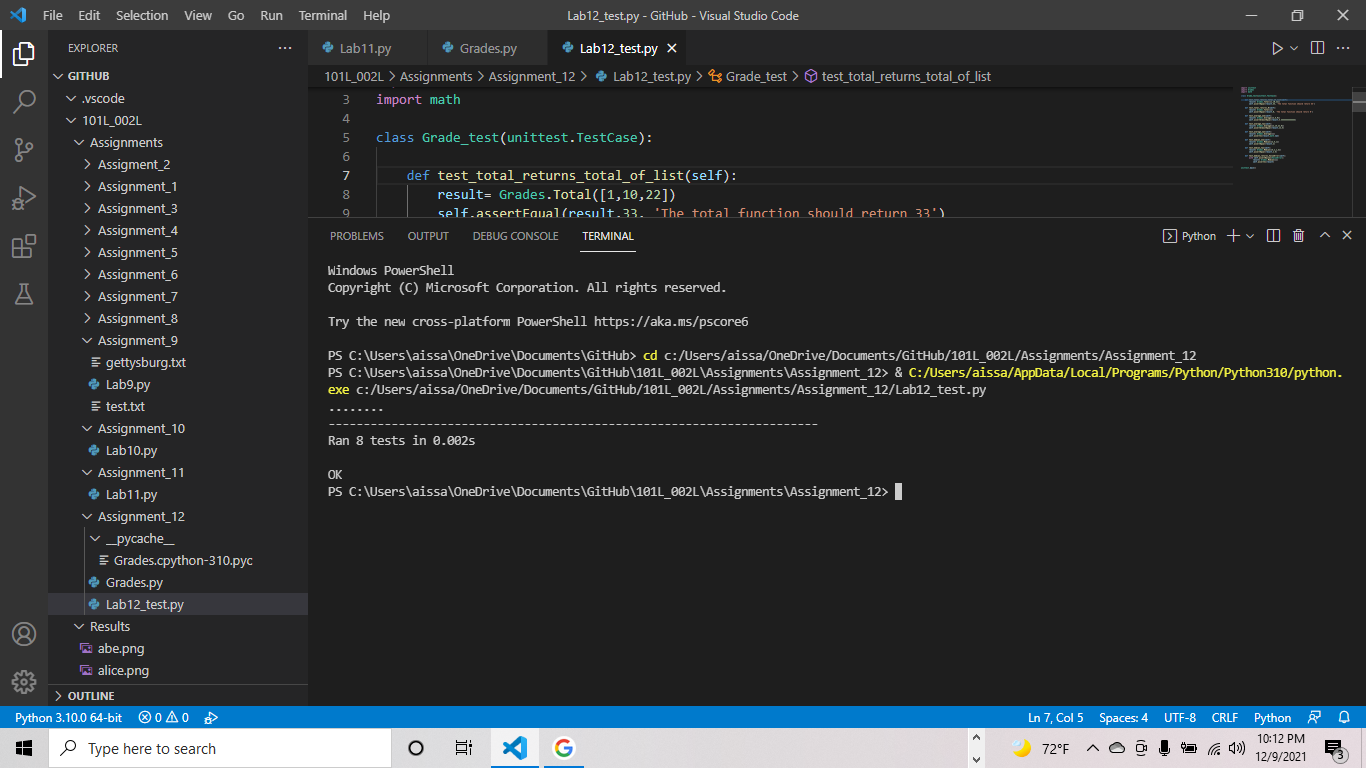 File Edit Selection View Go Run Terminal Help
Lab12_test.py - GitHub - Visual Studio Code
EXPLORER
GITHUB
.vscode
101L_002L
Assignments
Assigment_2
Assignment_1
Assignment_3
Assignment_4
Assignment_5
Assignment_6
Assignment_7
Assignment_8
Assignment_9
gettysburg.txt
Lab9.py
test.txt
Assignment_10
Lab10.py
Assignment_11
Lab11.py
Assignment_12
__pycache__
Grades.cpython-310.pyc
Grades.py
Lab12_test.py
Results
abe.png
alice.png
OUTLINE
Lab11.py Grades.py Lab12_test.py
101L_002L > Assignments > Assignment_12 > Lab12_test.py > Grade_test > test_total_returns_total_of_list
3 import math
4
5 class Grade_test(unittest.TestCase):
6
7 def test_total_returns_total_of_list(self):
8 result= Grades.Total([1,10,22])
9 self.assertEqual(result,33, 'The total function should return 33')
PROBLEMS OUTPUT DEBUG CONSOLE TERMINAL
Python
Windows PowerShell
Copyright (C) Microsoft Corporation. All rights reserved.
Try the new cross-platform PowerShell https://aka.ms/pscore6
PS C:\Users\aissa\OneDrive\Documents\GitHub> cd c:/Users/aissa/OneDrive/Documents/GitHub/101L_002L/Assignments/Assignment_12
PS C:\Users\aissa\OneDrive\Documents\GitHub\101L_002L\Assignments\Assignment_12> & C:/Users/aissa/AppData/Local/Programs/Python/Python310/python.
exe c:/Users/aissa/OneDrive/Documents/GitHub/101L_002L/Assignments/Assignment_12/Lab12_test.py
........
----------------------------------------------------------------------
Ran 8 tests in 0.002s
OK
PS C:\Users\aissa\OneDrive\Documents\GitHub\101L_002L\Assignments\Assignment_12>
Python 3.10.0 64-bit 0 0
Ln 7, Col 5 Spaces: 4 UTF-8 CRLF Python
Type here to search
72°F
10:12 PM
12/9/2021
3